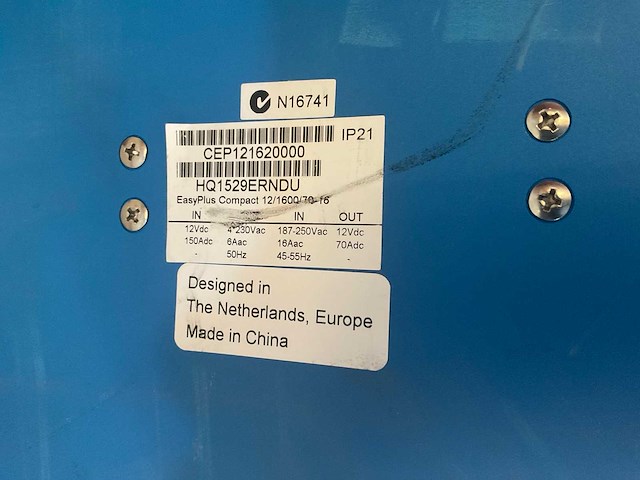 N16741
IP21
CEP121620000
HQ1529ERNDU
EasyPlus Compact 12/1600/70-16
IN IN OUT
12Vdc 230Vac 187-250Vac 12Vdc
150Adc 6Aac 16Aac 70Adc
- 50Hz 45-55Hz -
Designed in
The Netherlands, Europe
Made in China